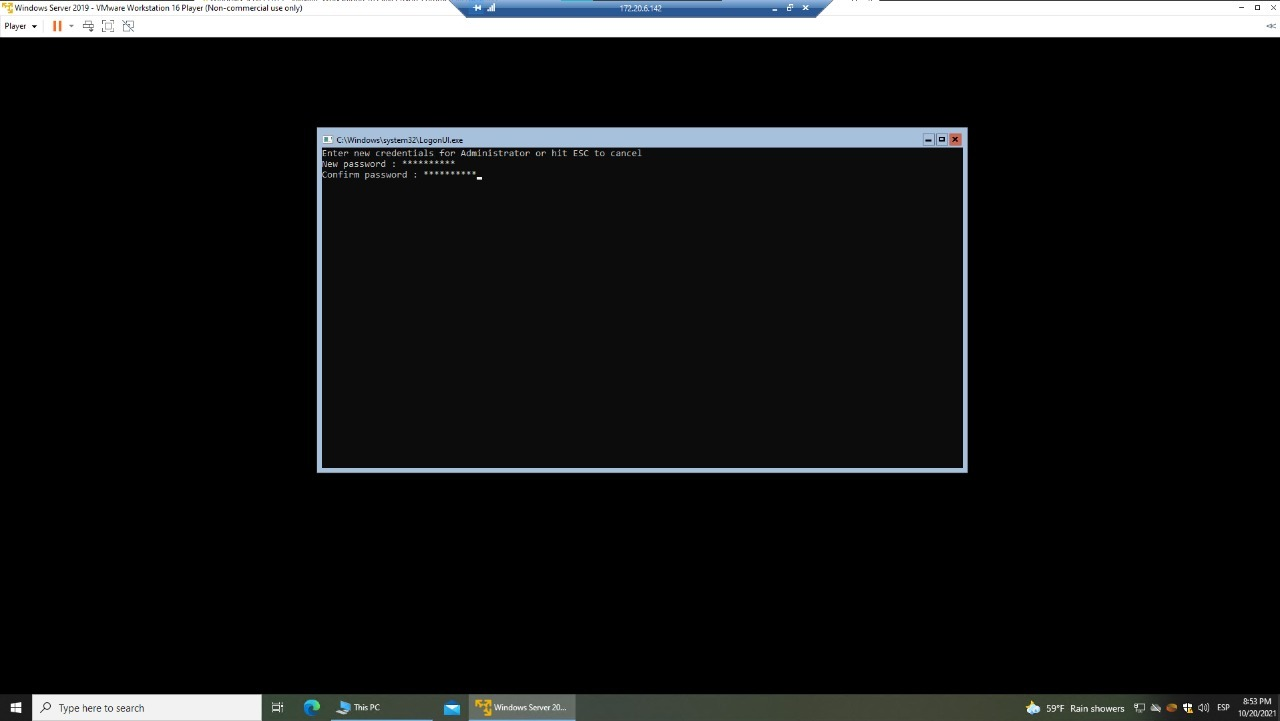 Windows Server 2019 - VMware Workstation 16 Player (Non-commercial use only)
172.20.6.142
Player
C:\Windows\system32\LogonUI.exe
Enter new credentials for Administrator or hit ESC to cancel
New password : **********
Confirm password : **********
Type here to search
This PC
Windows Server 20...
59°F Rain showers
ESP
8:53 PM
10/20/2021